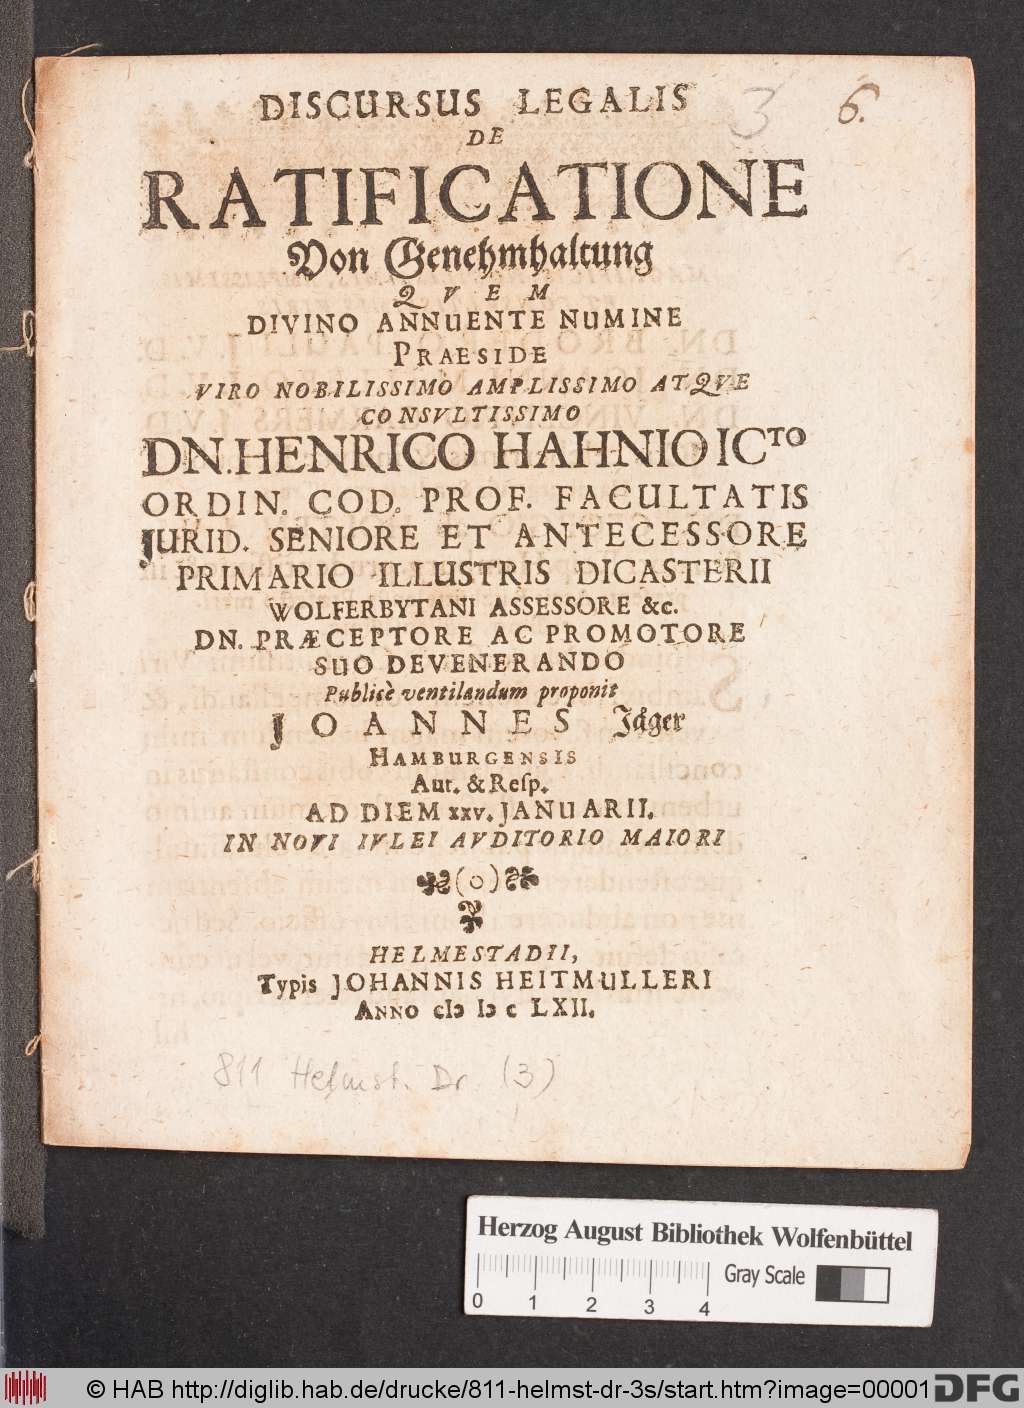 DISCURSUS LEGALIS
3
6.
DE
RATIFICATIONE
Von Genehmhaltung
QVEM
DIVINO ANNUENTE NUMINE
PRAESIDE
VIRO NOBILISSIMO AMPLISSIMO ATQVE
CONSVLTISSIMO
DN. HENRICO HAHNIO ICTO
ORDIN. COD. PROF. FACULTATIS
JURID. SENIORE ET ANTECESSORE
PRIMARIO ILLUSTRIS DICASTERII
WOLFERBYTANI ASSESSORE &c.
DN. PRÆCEPTORE AC PROMOTORE
SUO DEVENERANDO
Publicè ventilandum proponit
JOANNES Jäger
HAMBURGENSIS
Aut. & Reſp.
AD DIEM xxv. JANUARII.
IN NOVI IVLEI AVDITORIO MAIORI
(o)
HELMESTADII,
Typis JOHANNIS HEITMULLERI
ANNO cIↄ Iↄ c LXII.
811 Helmst. Dr. (3)
Herzog August Bibliothek Wolfenbüttel
Gray Scale
0 1 2 3 4
© HAB http://diglib.hab.de/drucke/811-helmst-dr-3s/start.htm?image=00001
DFG